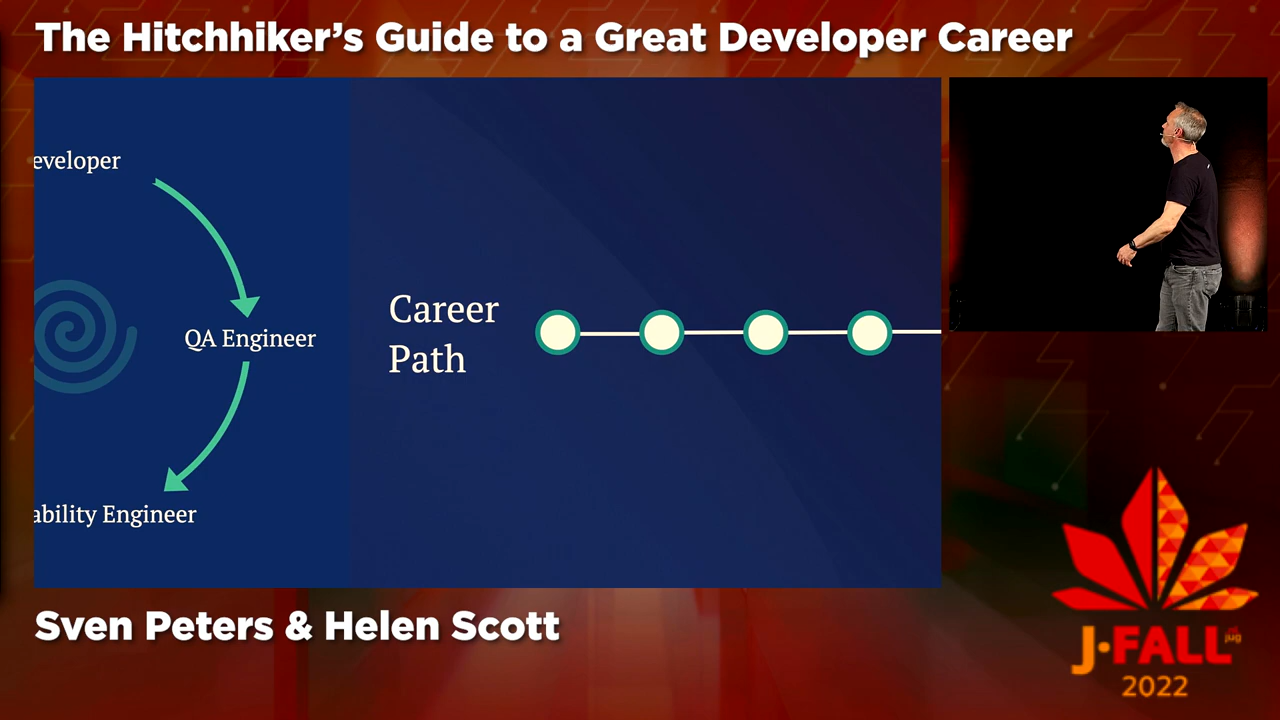 The Hitchhiker's Guide to a Great Developer Career
eveloper
QA Engineer
ability Engineer
Career
Path
Sven Peters & Helen Scott
J•FALL
jug
2022